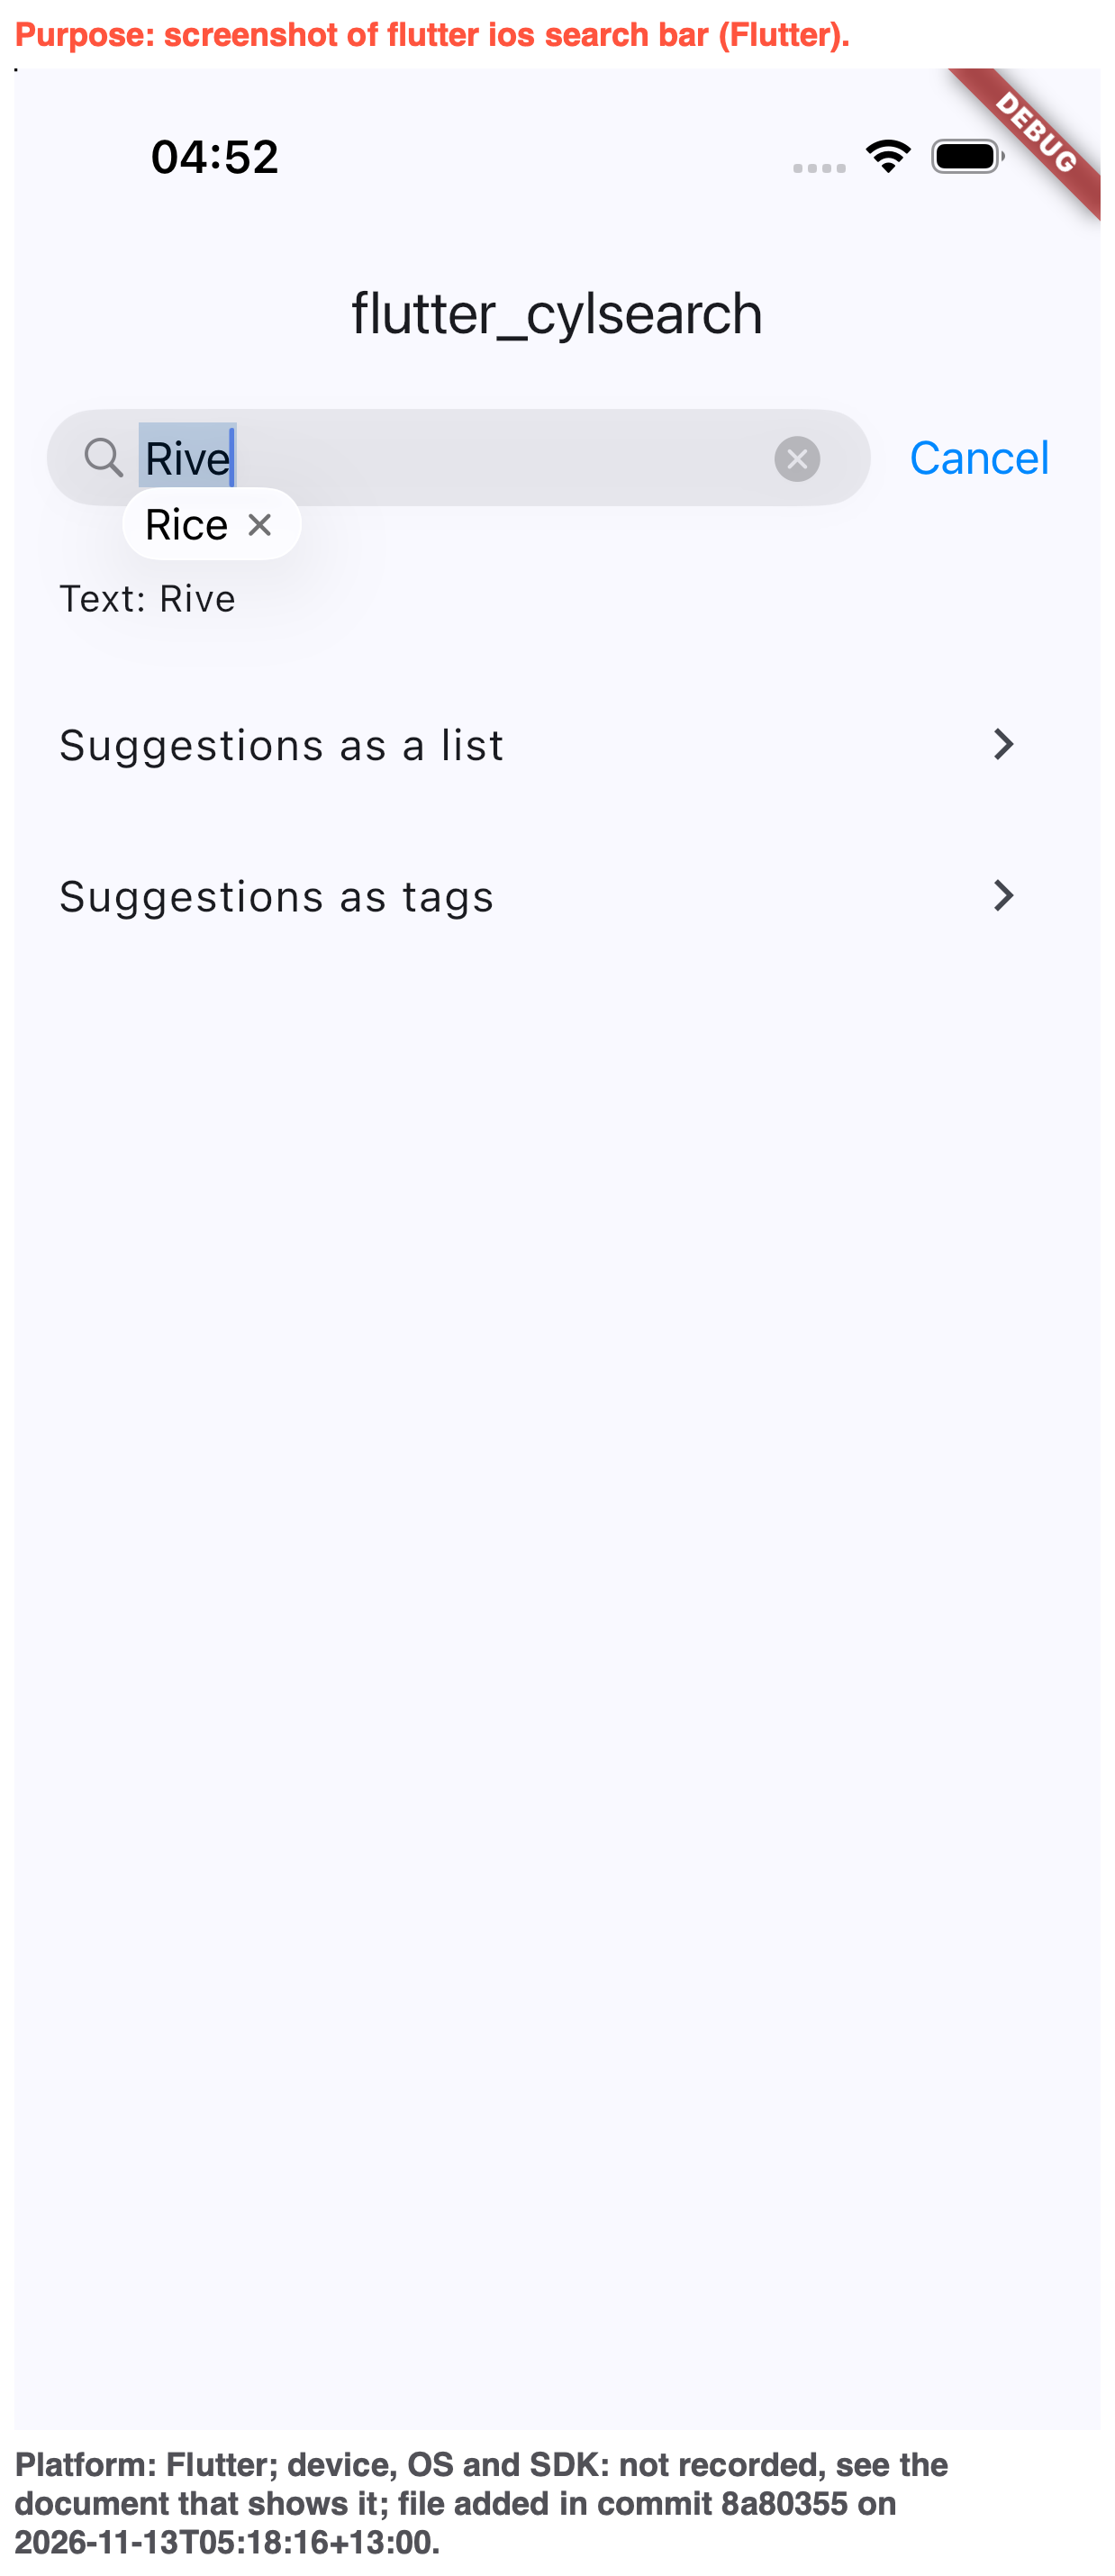 Purpose: screenshot of flutter ios search bar (Flutter).
DEBUG
04:52
flutter_cylsearch
Rive
Cancel
Rice
Text: Rive
Suggestions as a list
Suggestions as tags
Platform: Flutter; device, OS and SDK: not recorded, see the
document that shows it; file added in commit 8a80355 on
2026-11-13T05:18:16+13:00.